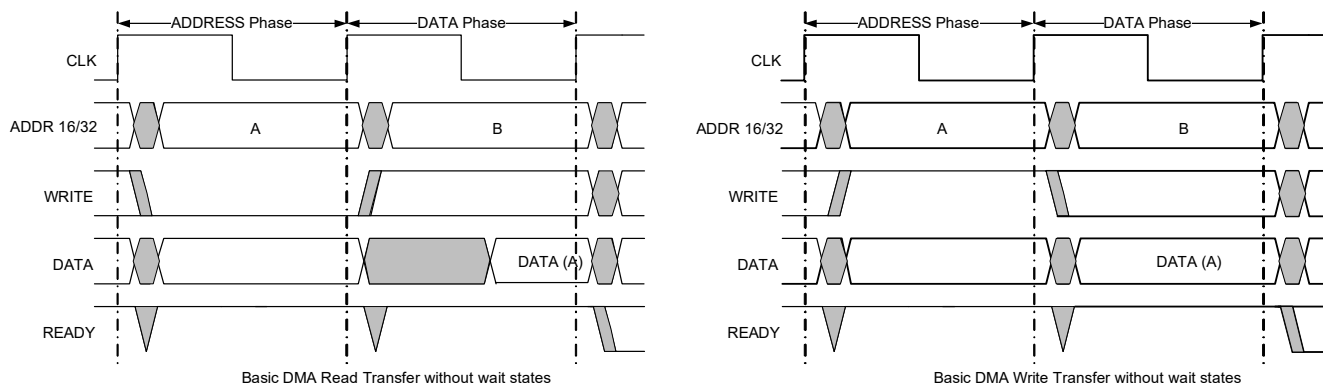 ADDRESS Phase
DATA Phase
CLK
ADDR 16/32
A
B
WRITE
DATA
DATA (A)
READY
Basic DMA Read Transfer without wait states
ADDRESS Phase
DATA Phase
CLK
ADDR 16/32
A
B
WRITE
DATA
DATA (A)
READY
Basic DMA Write Transfer without wait states